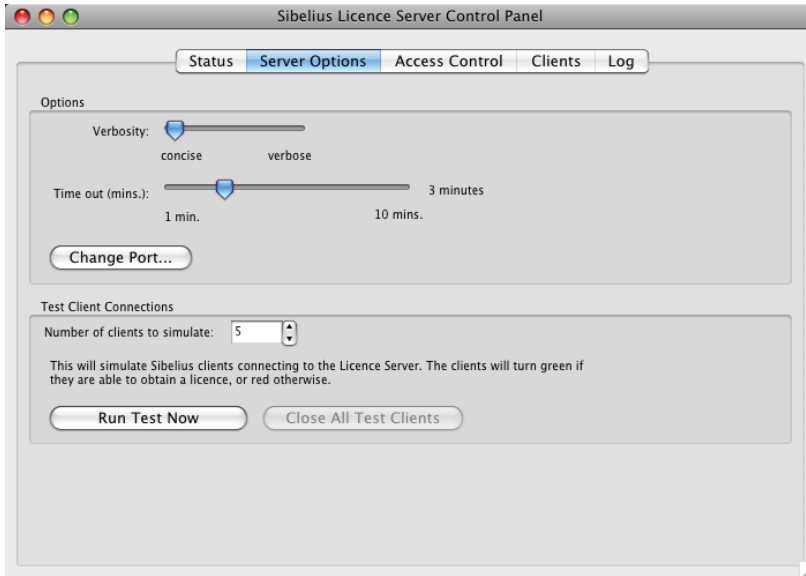 Sibelius Licence Server Control Panel
Status Server Options Access Control Clients Log
Options
Verbosity:
concise verbose
Time out (mins.): 3 minutes
1 min. 10 mins.
Change Port...
Test Client Connections
Number of clients to simulate: 5
This will simulate Sibelius clients connecting to the Licence Server. The clients will turn green if
they are able to obtain a licence, or red otherwise.
Run Test Now Close All Test Clients